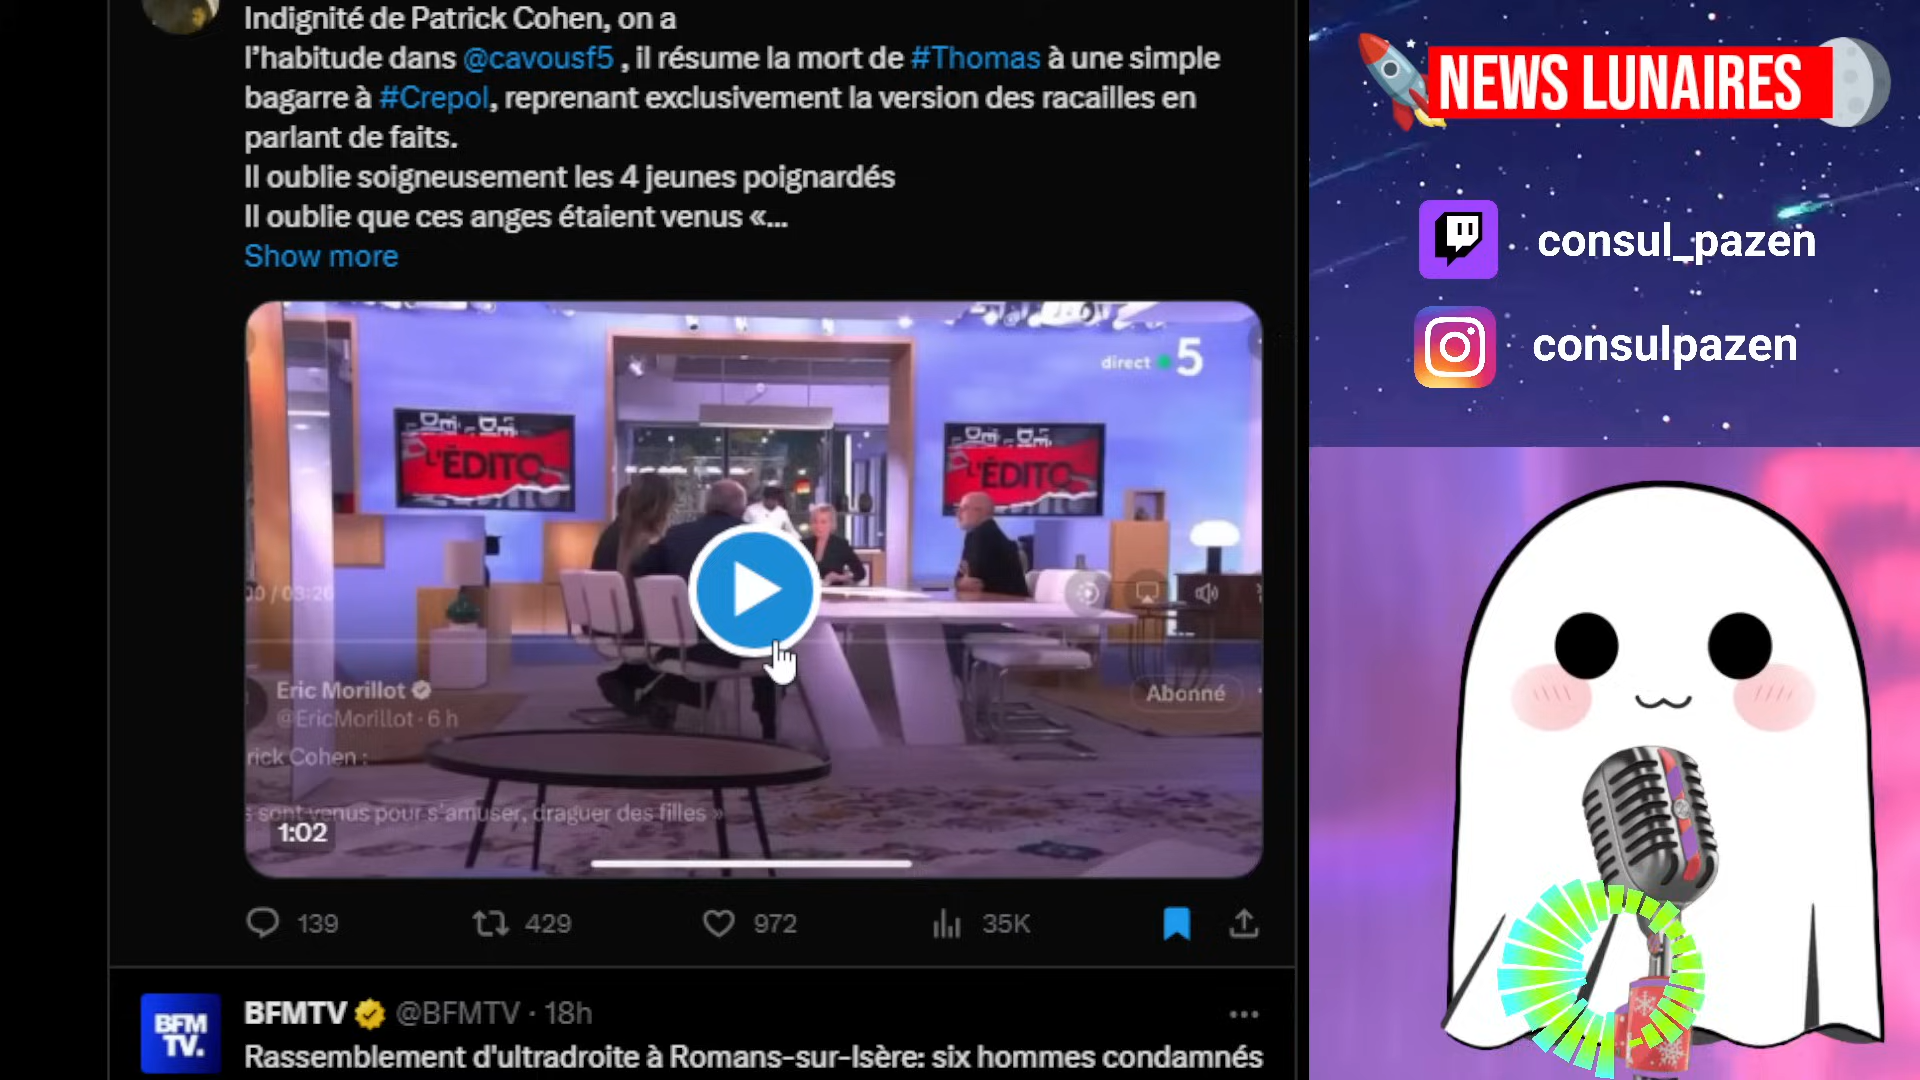 Indignité de Patrick Cohen, on a
l'habitude dans @cavousf5 , il résume la mort de #Thomas à une simple
bagarre à #Crepol, reprenant exclusivement la version des racailles en
parlant de faits.
Il oublie soigneusement les 4 jeunes poignardés
Il oublie que ces anges étaient venus «...
Show more
direct 5
L'ÉDITO
L'ÉDITO
/ 03:26
Eric Morillot
@EricMorillot · 6 h
Abonné
rick Cohen :
sont venus pour s'amuser, draguer des filles »
1:02
139
429
972
35K
BFM
TV.
BFMTV @BFMTV · 18h
Rassemblement d'ultradroite à Romans-sur-Isère: six hommes condamnés
NEWS LUNAIRES
consul_pazen
consulpazen